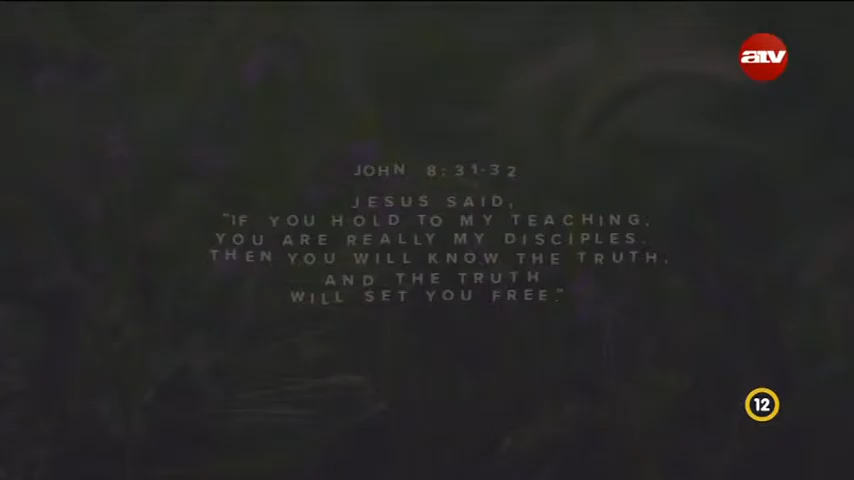 atv
JOHN 8:31-32
JESUS SAID,
"IF YOU HOLD TO MY TEACHING,
YOU ARE REALLY MY DISCIPLES.
THEN YOU WILL KNOW THE TRUTH,
AND THE TRUTH
WILL SET YOU FREE."
12